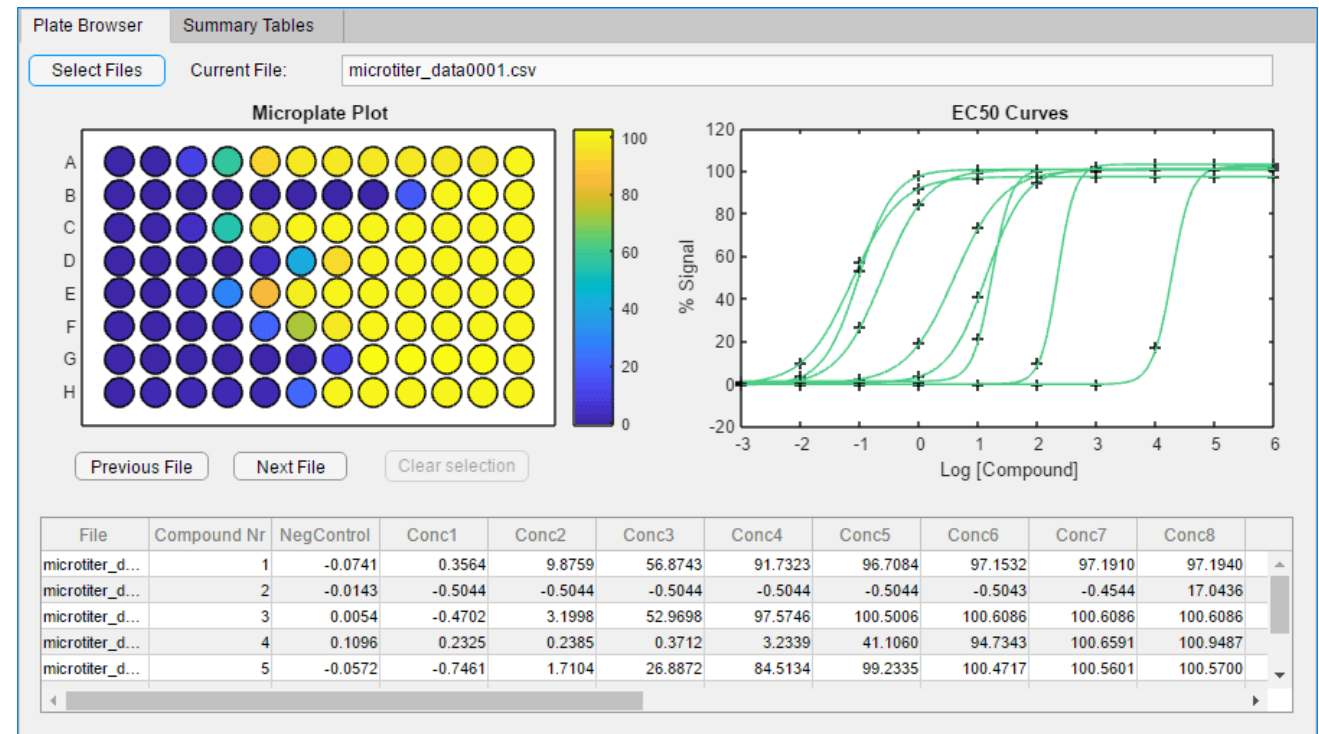 Plate Browser Summary Tables
Select Files Current File: microtiter_data0001.csv
Microplate Plot
A
B
C
D
E
F
G
H
100
80
60
40
20
0
EC50 Curves
120
100
80
60
40
20
0
-20
% Signal
-3 -2 -1 0 1 2 3 4 5 6
Log [Compound]
Previous File Next File Clear selection
File Compound Nr NegControl Conc1 Conc2 Conc3 Conc4 Conc5 Conc6 Conc7 Conc8
microtiter_d... 1 -0.0741 0.3564 9.8759 56.8743 91.7323 96.7084 97.1532 97.1910 97.1940
microtiter_d... 2 -0.0143 -0.5044 -0.5044 -0.5044 -0.5044 -0.5044 -0.5043 -0.4544 17.0436
microtiter_d... 3 0.0054 -0.4702 3.1998 52.9698 97.5746 100.5006 100.6086 100.6086 100.6086
microtiter_d... 4 0.1096 0.2325 0.2385 0.3712 3.2339 41.1060 94.7343 100.6591 100.9487
microtiter_d... 5 -0.0572 -0.7461 1.7104 26.8872 84.5134 99.2335 100.4717 100.5601 100.5700